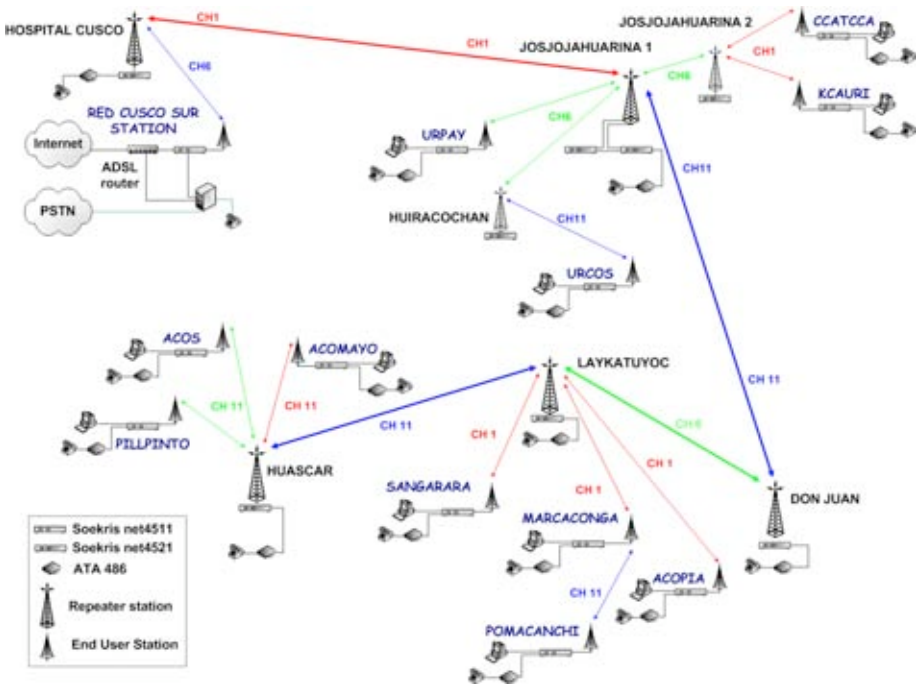 HOSPITAL CUSCO
CH1
CH1
JOSJOJAHUARINA 2
JOSJOJAHUARINA 1
CCATCCA
CH1
KCAURI
CH6
CH6
RED CUSCO SUR
STATION
Internet
ADSL
router
PSTN
URPAY
CH6
CH11
HUIRACOCHAN
CH11
URCOS
ACOS
ACOMAYO
LAYKATUYOC
CH 11
CH 11
CH 11
CH 11
CH 6
PILLPINTO
HUASCAR
CH 1
CH 1
CH 1
SANGARARA
MARCACONGA
DON JUAN
CH 11
ACOPIA
POMACANCHI
Soekris net4511
Soekris net4521
ATA 486
Repeater station
End User Station